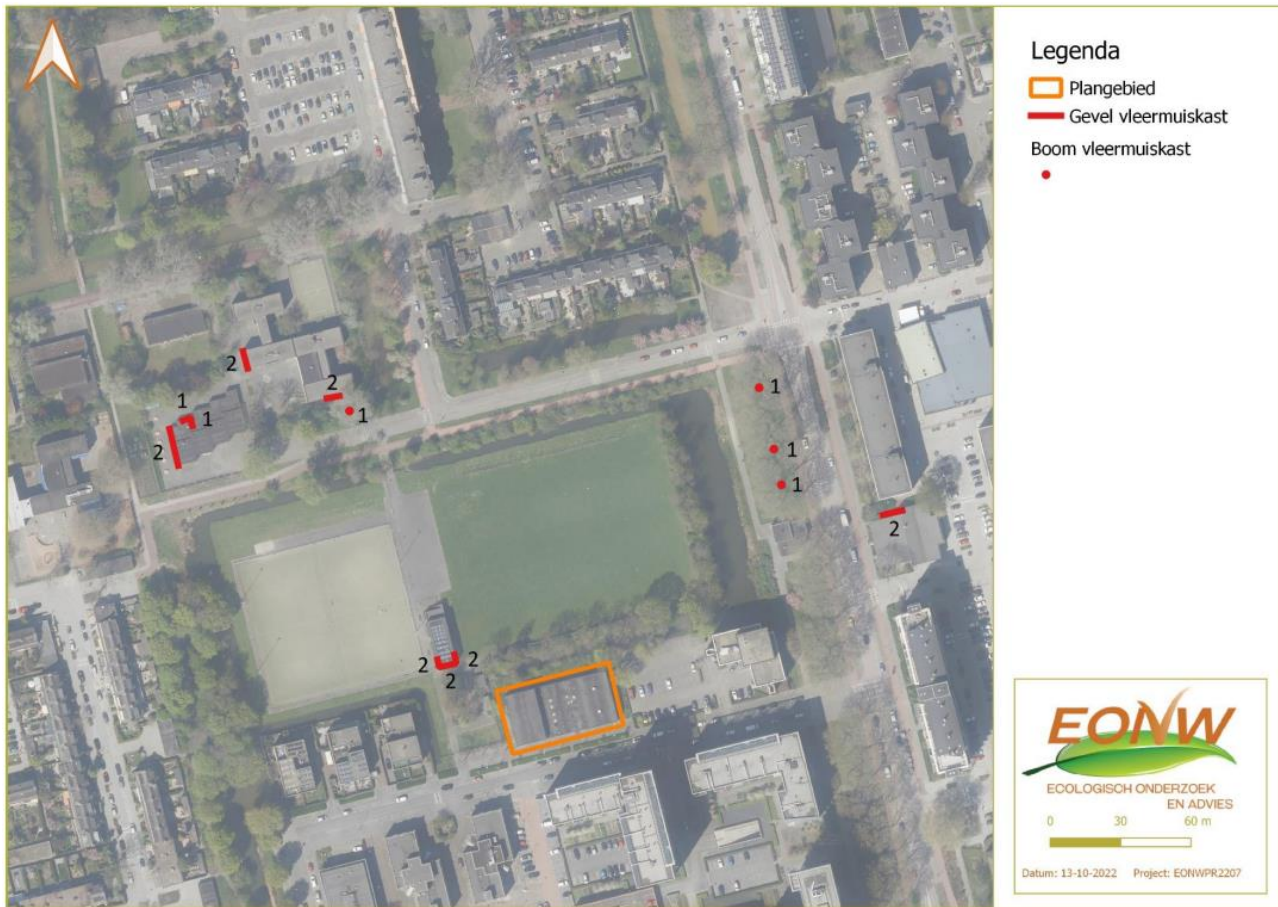 Legenda
Plangebied
Gevel vleermuiskast
Boom vleermuiskast
2
2
1
1
1
2
1
1
1
2
2
2
2
EONW
ECOLOGISCH ONDERZOEK
EN ADVIES
0 30 60 m
Datum: 13-10-2022 Project: EONWPR2207